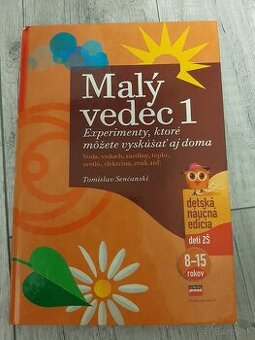 Malý
vedec 1
Experimenty, ktoré
môžete vyskúšať aj doma
Voda, vzduch, rastliny, teplo,
svetlo, elektrina, zvuk atď.
Tomislav Senćanski
detská
náučná
edícia
deti ZŠ
8–15
rokov